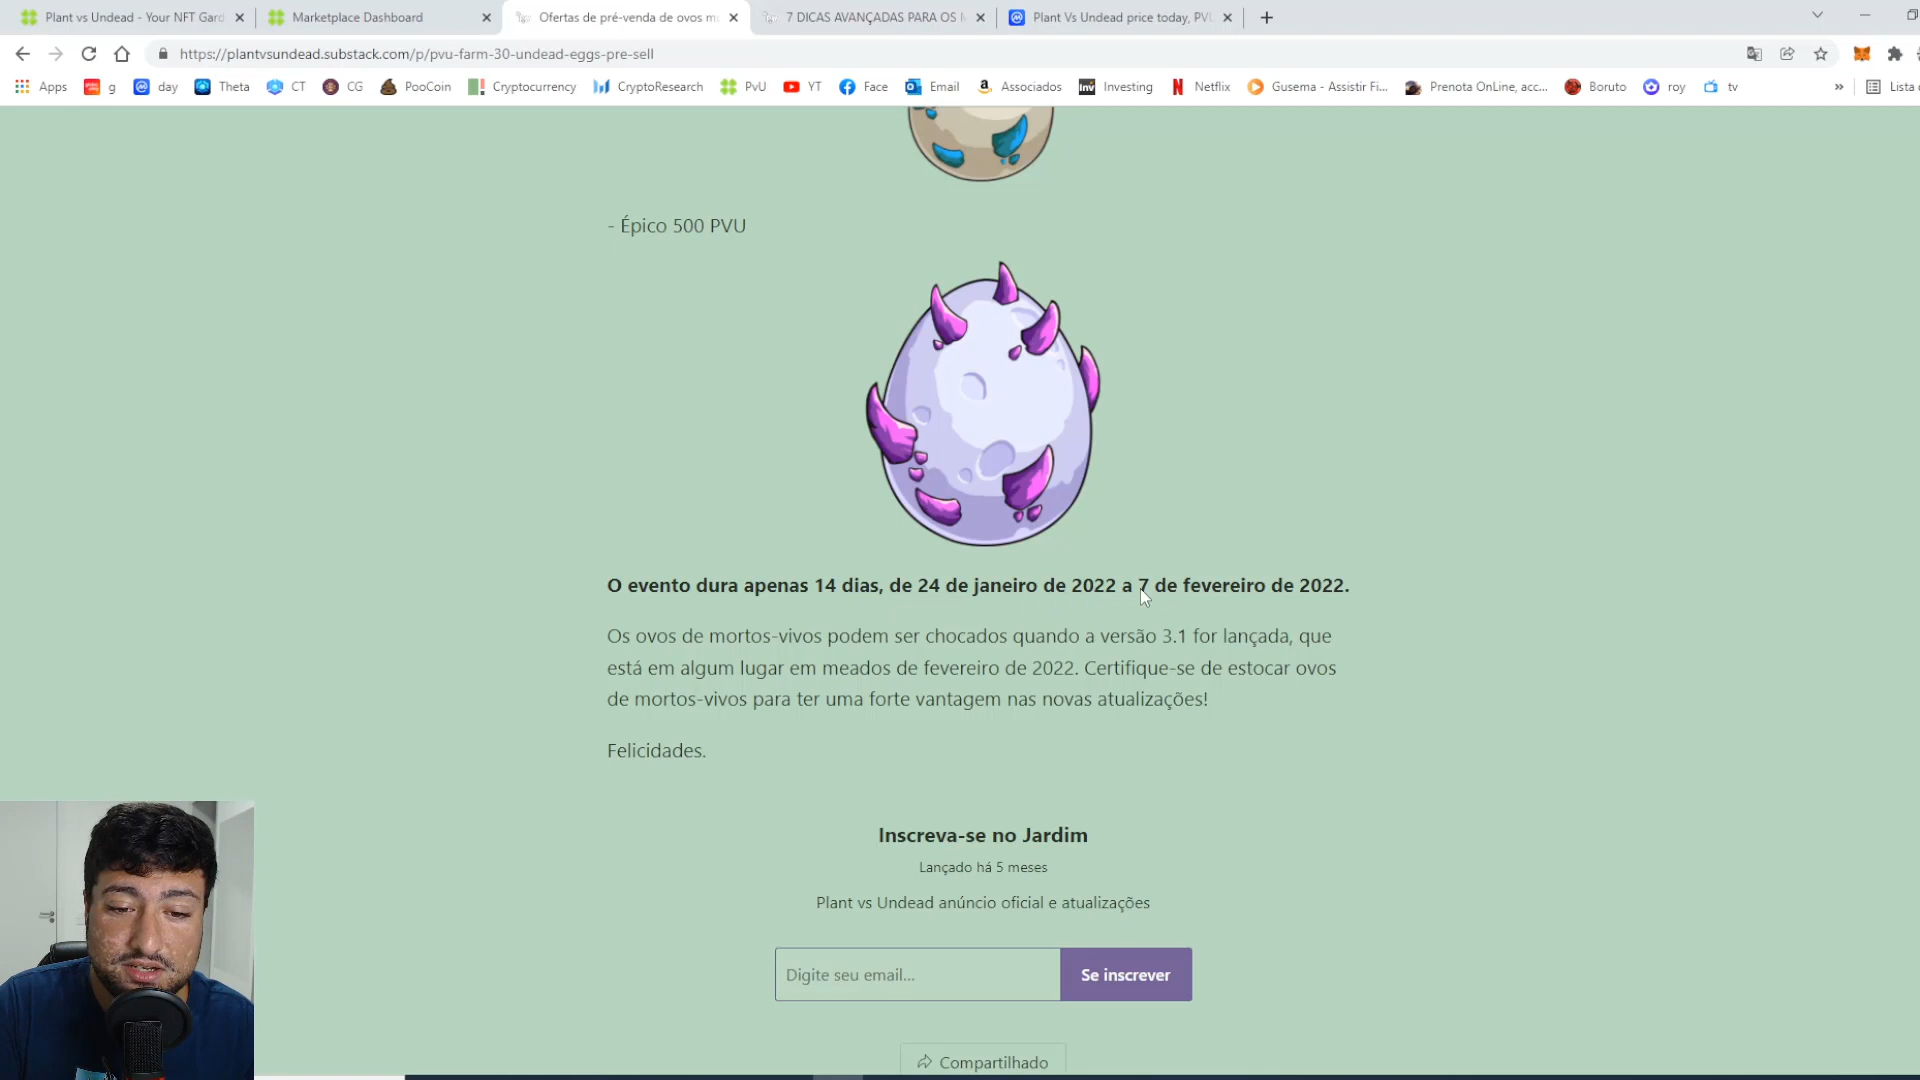 Plant vs Undead - Your NFT Gard
Marketplace Dashboard
Ofertas de pré-venda de ovos m
7 DICAS AVANÇADAS PARA OS
Plant Vs Undead price today, PV
https://plantvsundead.substack.com/p/pvu-farm-30-undead-eggs-pre-sell
Apps g day Theta CT CG PooCoin Cryptocurrency CryptoResearch PvU YT Face Email Associados Inv Investing Netflix Gusema - Assistir Fi... Prenota OnLine, acc... Boruto roy tv » Lista
- Épico 500 PVU
O evento dura apenas 14 dias, de 24 de janeiro de 2022 a 7 de fevereiro de 2022.
Os ovos de mortos-vivos podem ser chocados quando a versão 3.1 for lançada, que
está em algum lugar em meados de fevereiro de 2022. Certifique-se de estocar ovos
de mortos-vivos para ter uma forte vantagem nas novas atualizações!
Felicidades.
Inscreva-se no Jardim
Lançado há 5 meses
Plant vs Undead anúncio oficial e atualizações
Digite seu email...
Se inscrever
Compartilhado